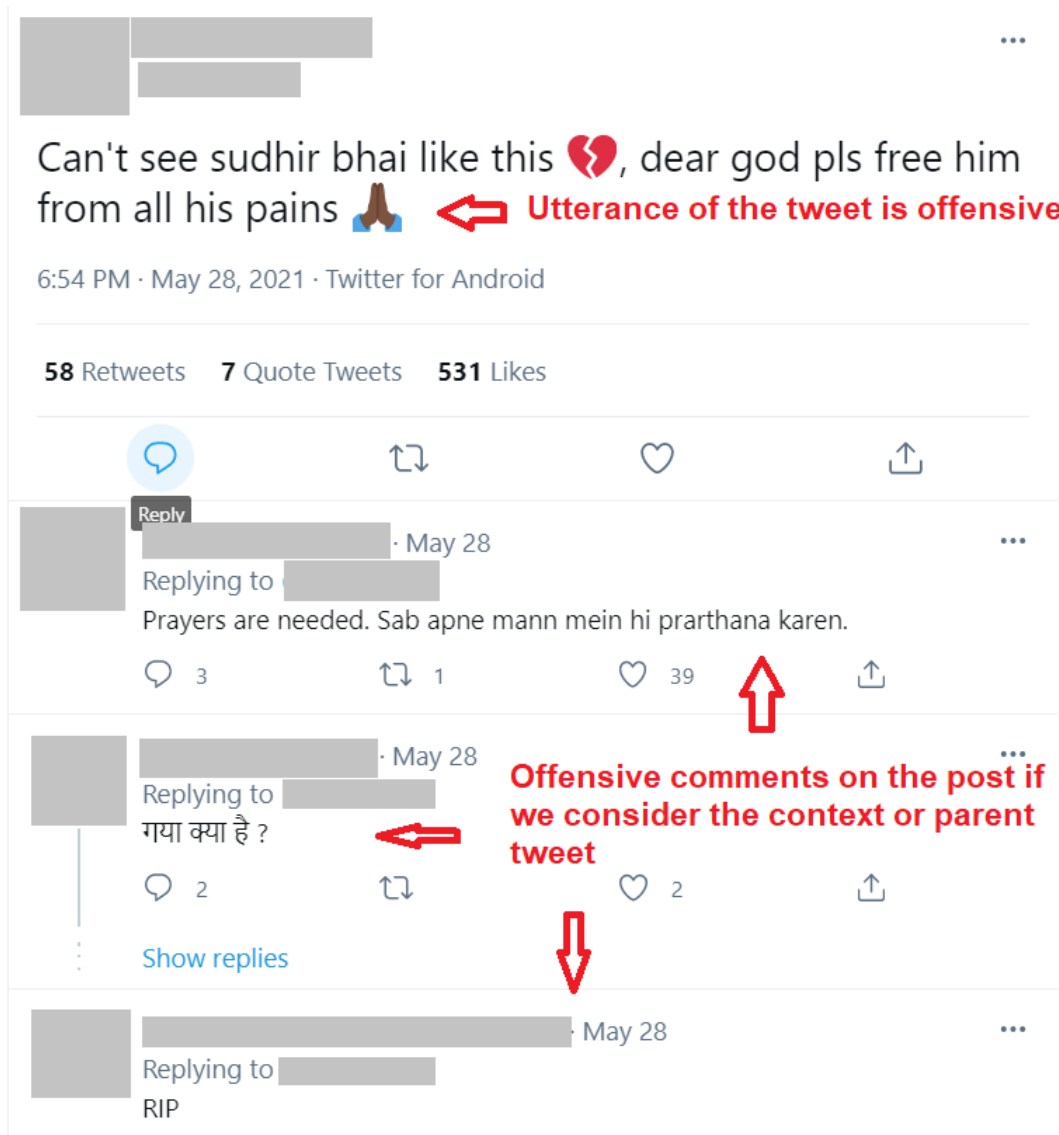 Can't see sudhir bhai like this 💔, dear god pls free him
from all his pains 🙏🏾
Utterance of the tweet is offensive
6:54 PM · May 28, 2021 · Twitter for Android
58 Retweets 7 Quote Tweets 531 Likes
Reply
· May 28
Replying to
Prayers are needed. Sab apne mann mein hi prarthana karen.
3 1 39
· May 28
Replying to
गया क्या है ?
Offensive comments on the post if
we consider the context or parent
tweet
2 2
Show replies
· May 28
Replying to
RIP